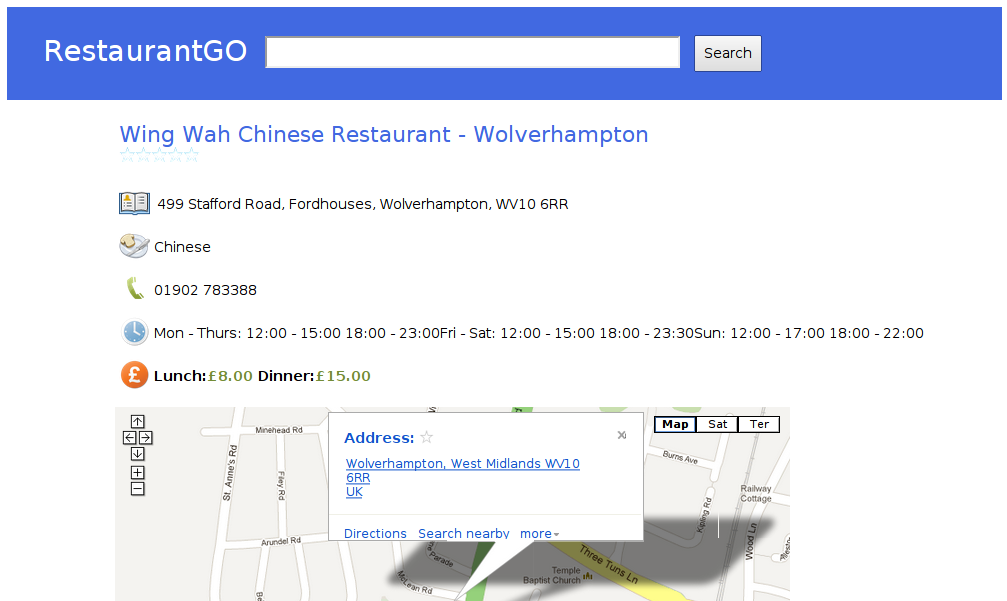 RestaurantGO Search
Wing Wah Chinese Restaurant - Wolverhampton
499 Stafford Road, Fordhouses, Wolverhampton, WV10 6RR
Chinese
01902 783388
Mon - Thurs: 12:00 - 15:00 18:00 - 23:00Fri - Sat: 12:00 - 15:00 18:00 - 23:30Sun: 12:00 - 17:00 18:00 - 22:00
Lunch:£8.00 Dinner:£15.00
Map Sat Ter
Minehead Rd
Address:
X
Wolverhampton, West Midlands WV10
6RR
UK
Burns Ave
St. Anne's Rd
Filey Rd
Railway
Cottage
Kipling Rd
Wood Ln
Directions Search nearby more
Arundel Rd
Parade
Three Tuns Ln
Temple
Baptist Church
McLean Rd